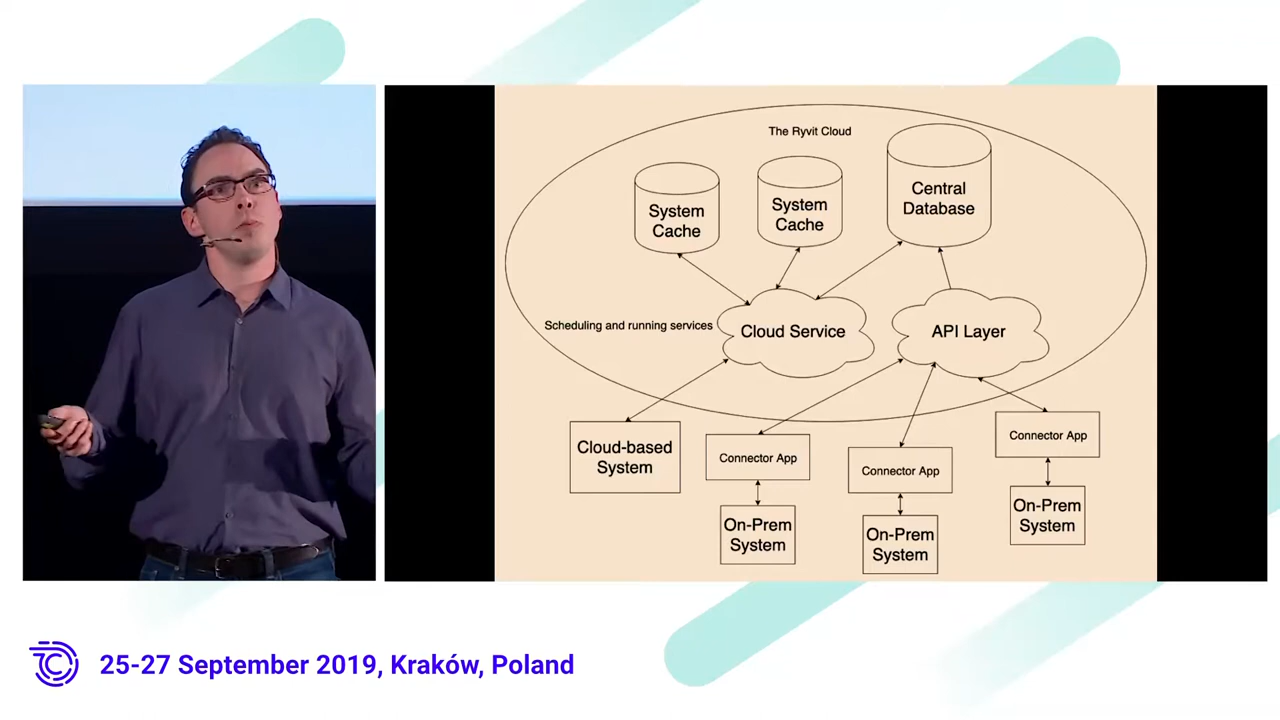 The Ryvit Cloud
System
Cache
System
Cache
Central
Database
Scheduling and running services
Cloud Service
API Layer
Cloud-based
System
Connector App
Connector App
Connector App
On-Prem
System
On-Prem
System
On-Prem
System
25-27 September 2019, Kraków, Poland